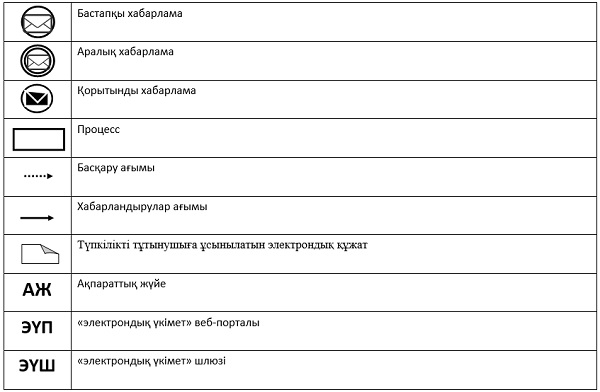 Бастапқы хабарлама
Аралық хабарлама
Қорытынды хабарлама
Процесс
Басқару ағымы
Хабарландырулар ағымы
Түпкілікті тұтынушыға ұсынылатын электрондық құжат
АЖ Ақпараттық жүйе
ЭҮП «электрондық үкімет» веб-порталы
ЭҮШ «электрондық үкімет» шлюзі